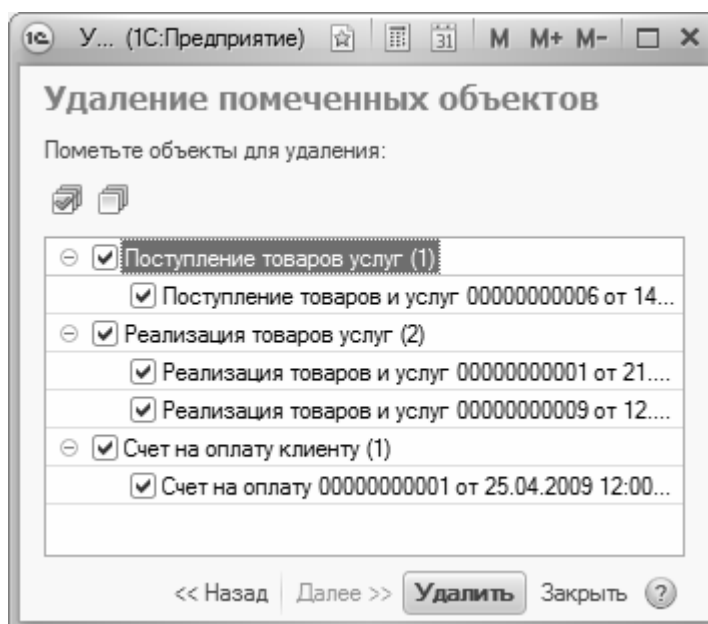 1С У... (1С:Предприятие) 31 M M+ M-
Удаление помеченных объектов
Пометьте объекты для удаления:
Поступление товаров услуг (1)
Поступление товаров и услуг 00000000006 от 14...
Реализация товаров услуг (2)
Реализация товаров и услуг 00000000001 от 21....
Реализация товаров и услуг 00000000009 от 12....
Счет на оплату клиенту (1)
Счет на оплату 00000000001 от 25.04.2009 12:00...
<< Назад Далее >> Удалить Закрыть ?